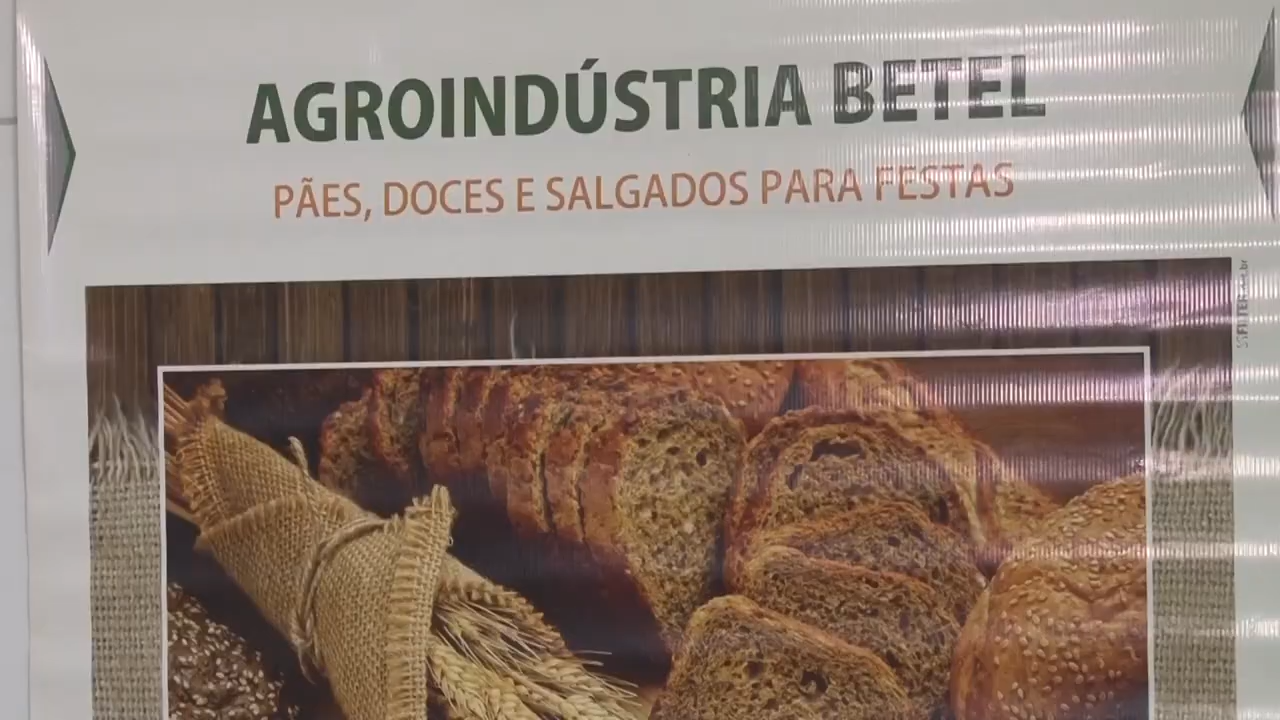 AGROINDÚSTRIA BETEL
PÃES, DOCES E SALGADOS PARA FESTAS